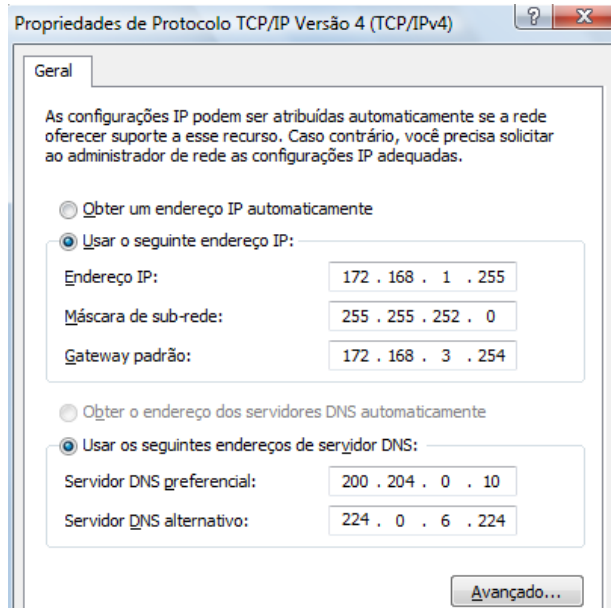 Propriedades de Protocolo TCP/IP Versão 4 (TCP/IPv4)
Geral
As configurações IP podem ser atribuídas automaticamente se a rede
oferecer suporte a esse recurso. Caso contrário, você precisa solicitar
ao administrador de rede as configurações IP adequadas.
Obter um endereço IP automaticamente
Usar o seguinte endereço IP:
Endereço IP: 172 . 168 . 1 . 255
Máscara de sub-rede: 255 . 255 . 252 . 0
Gateway padrão: 172 . 168 . 3 . 254
Obter o endereço dos servidores DNS automaticamente
Usar os seguintes endereços de servidor DNS:
Servidor DNS preferencial: 200 . 204 . 0 . 10
Servidor DNS alternativo: 224 . 0 . 6 . 224
Avançado...